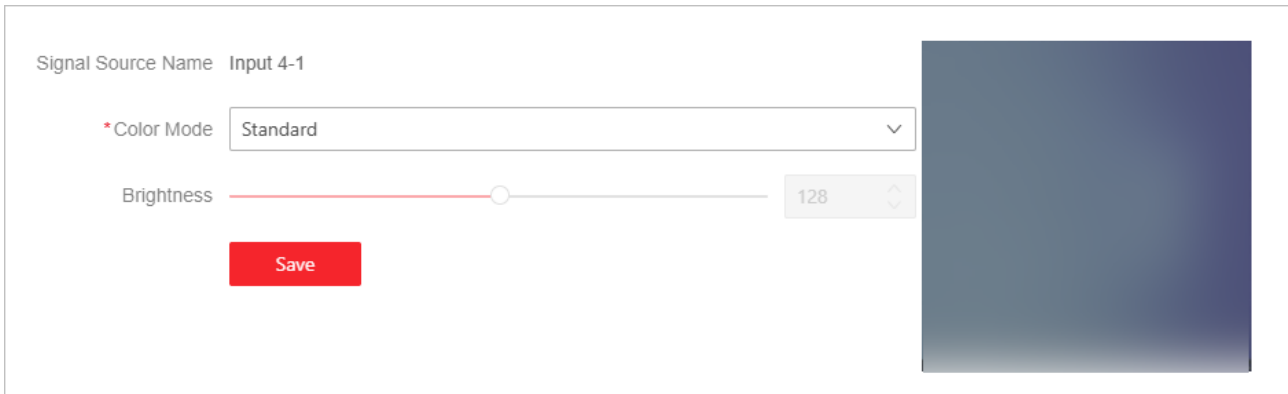 Signal Source Name Input 4-1
*Color Mode Standard
Brightness 128
Save